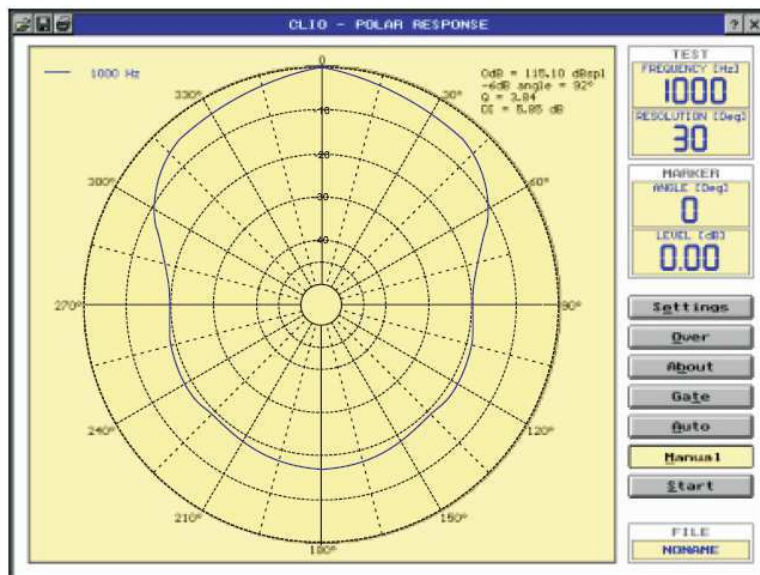 CLIO - POLAR RESPONSE
? X
1000 Hz
0dB = 115.10 dBspl
-6dB angle = 92°
Q = 3.84
DI = 5.85 dB
0
30°
60°
90°
120°
150°
180°
210°
240°
270°
300°
330°
-10
-20
-30
-40
TEST
FREQUENCY [Hz]
1000
RESOLUTION [Deg]
30
MARKER
ANGLE [Deg]
0
LEVEL [dB]
0.00
Settings
Over
About
Gate
Auto
Manual
Start
FILE
NONAME